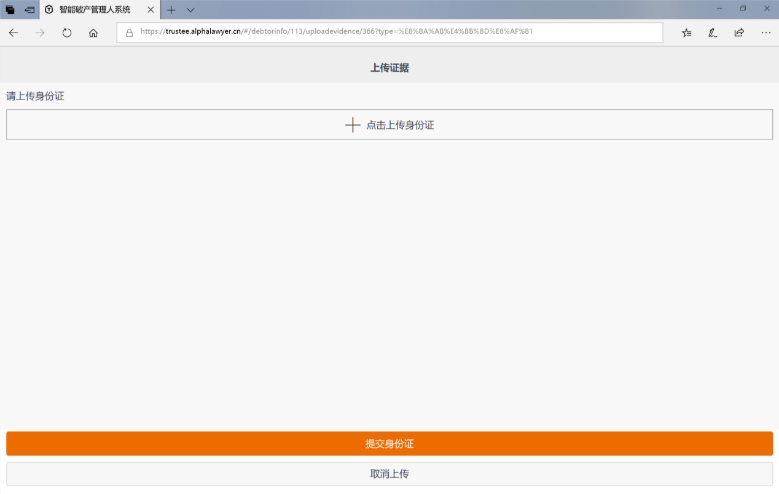 智能破产管理人系统
https://trustee.alphalawyer.cn/#/debtorinfo/113/uploadevidence/366?type=%E8%BA%AB%E4%BB%BD%E8%AF%81
上传证据
请上传身份证
点击上传身份证
提交身份证
取消上传